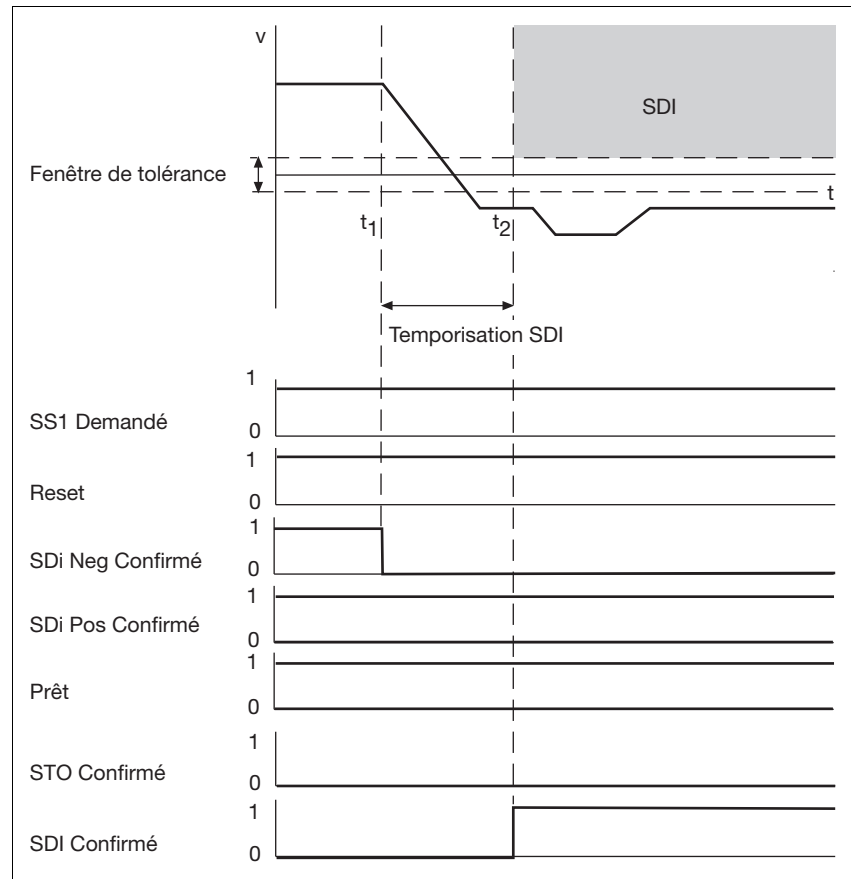 v
SDI
Fenêtre de tolérance
t
t1
t2
Temporisation SDI
1
SS1 Demandé
0
1
Reset
0
1
SDi Neg Confirmé
0
1
SDi Pos Confirmé
0
1
Prêt
0
1
STO Confirmé
0
1
SDI Confirmé
0